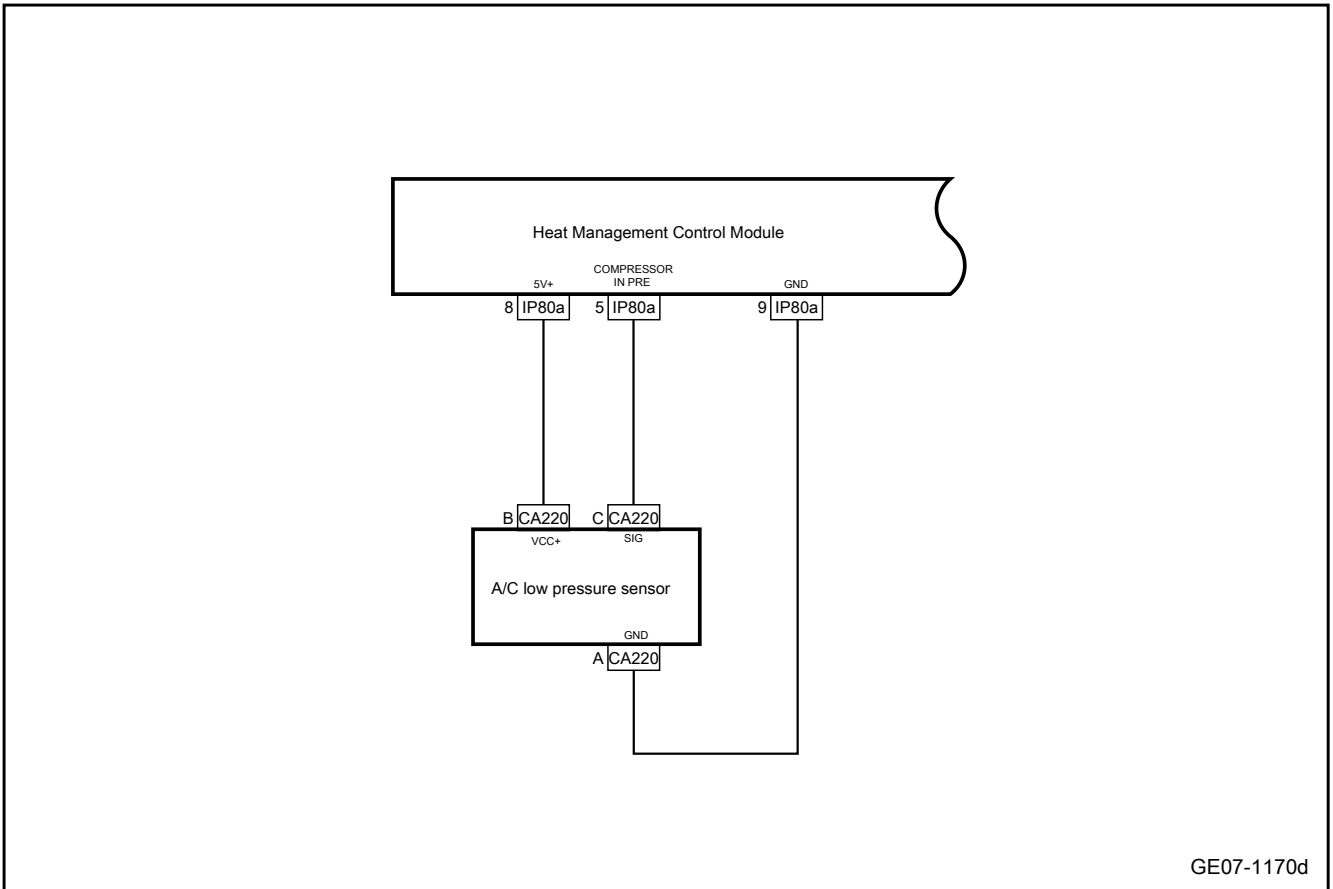 Heat Management Control Module
5V+
COMPRESSOR
IN PRE
GND
8 IP80a 5 IP80a 9 IP80a
B CA220 C CA220
VCC+ SIG
A/C low pressure sensor
GND
A CA220
GE07-1170d